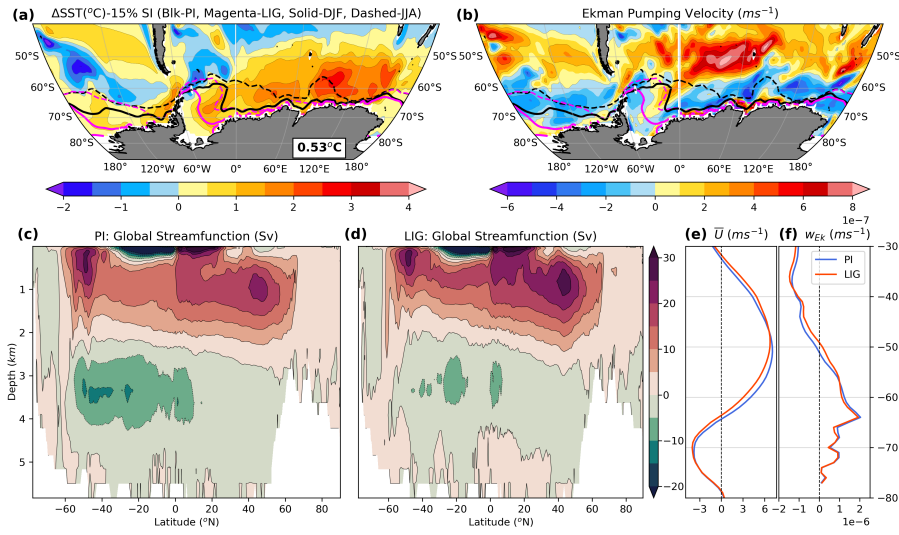 (a) ΔSST(°C)-15% SI (Blk-PI, Magenta-LIG, Solid-DJF, Dashed-JJA)
(b) Ekman Pumping Velocity (ms⁻¹)
50°S 50°S 50°S
60°S 60°S 60°S
70°S 70°S 70°S
80°S 80°S 80°S
0.53°C
180° 120°W 60°W 0° 60°E 120°E 180°
180° 120°W 60°W 0° 60°E 120°E 180°
−2 −1 0 1 2 3 4
−6 −4 −2 0 2 4 6 8
1e−7
(c) PI: Global Streamfunction (Sv)
(d) LIG: Global Streamfunction (Sv)
(e) U̅ (ms⁻¹)
(f) w_Ek (ms⁻¹)
Depth (km)
1
2
3
4
5
−60 −40 −20 0 20 40 60 80
Latitude (°N)
−60 −40 −20 0 20 40 60 80
Latitude (°N)
30
20
10
0
−10
−20
PI
LIG
−30
−40
−50
−60
−70
−80
−3 0 3 6
−2 −1 0 1 2
1e−6